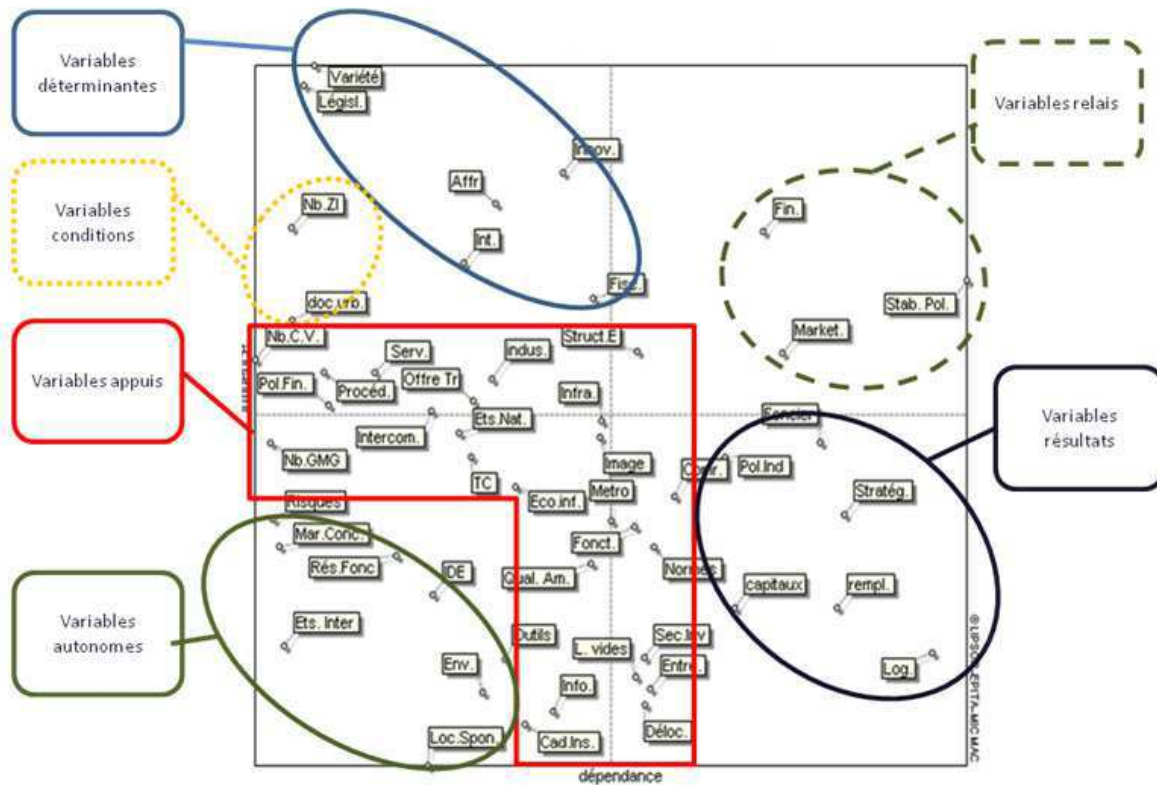 Variables
déterminantes
Variables
conditions
Variables appuis
Variables
autonomes
Variables relais
Variables
résultats
Variété
Législ.
Innov.
Affr
Nb.ZI
Int.
Fin.
Fisc.
Stab. Pol.
doc.urb.
Nb.C.V.
Struct.E
Market.
Serv.
indus.
Pol.Fin.
Procéd.
Offre Tr
Infra.
Foncier
Ets.Nat.
Intercom.
Nb.GMG
Image
Pol.Ind
TC
Metro
Eco.inf.
Stratég.
Risques
Mar.Conc.
Fonct.
Rés.Fonc
DE
Qual. Am.
Normes
capitaux
rempl.
Ets. Inter
Outils
L. vides
Sec.Inv
Env.
Entre.
Log.
Info.
Loc.Spon.
Cad.Ins.
Déloc.
dépendance